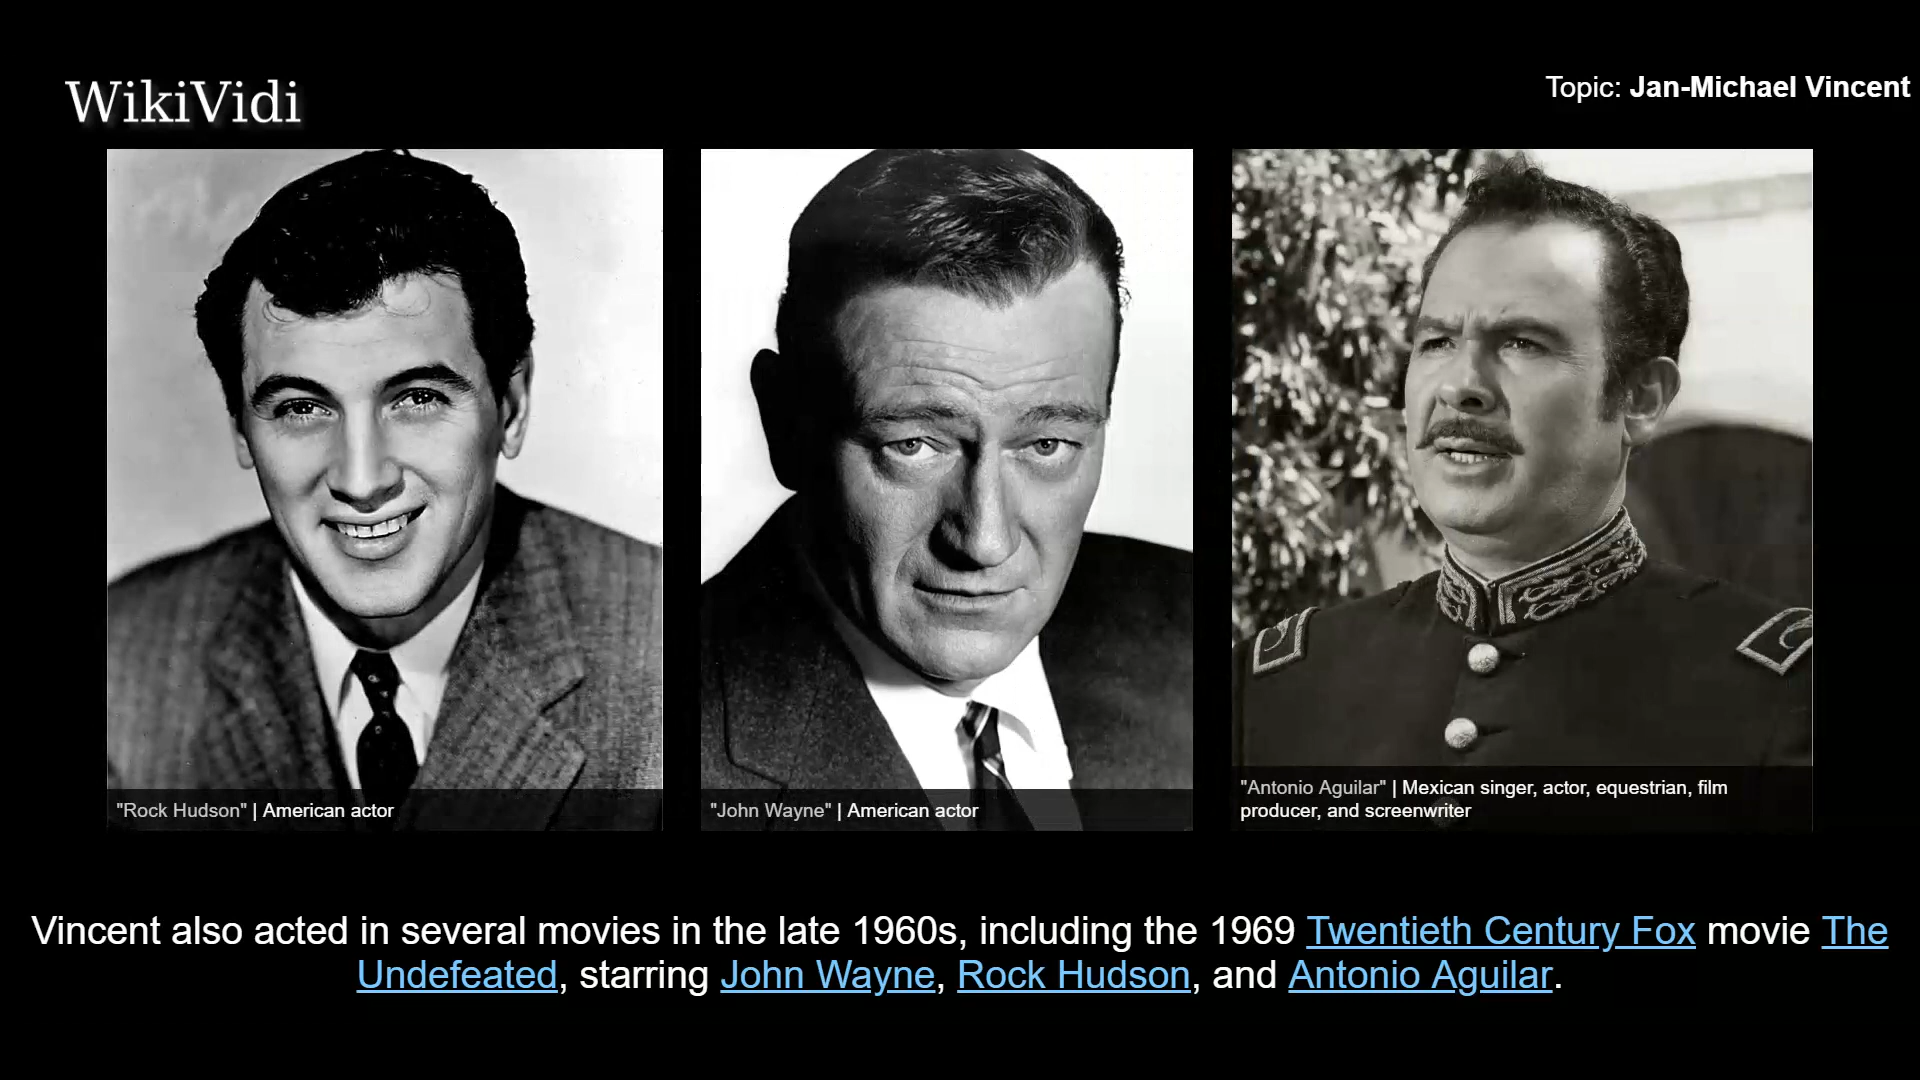 WikiVidi
Topic: Jan-Michael Vincent
"Rock Hudson" | American actor
"John Wayne" | American actor
"Antonio Aguilar" | Mexican singer, actor, equestrian, film
producer, and screenwriter
Vincent also acted in several movies in the late 1960s, including the 1969 Twentieth Century Fox movie The
Undefeated, starring John Wayne, Rock Hudson, and Antonio Aguilar.